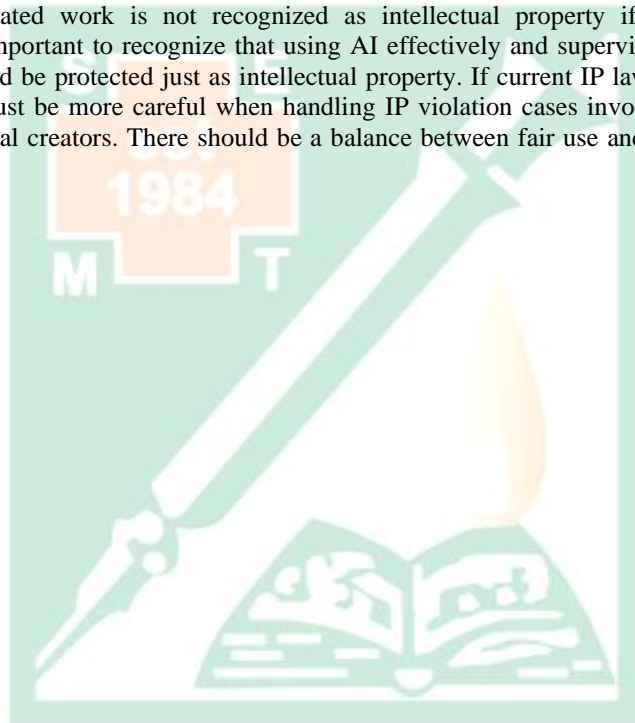 ated work is not recognized as intellectual property if
mportant to recognize that using AI effectively and supervi
d be protected just as intellectual property. If current IP law
ust be more careful when handling IP violation cases invo
al creators. There should be a balance between fair use and
S E
1984
M T